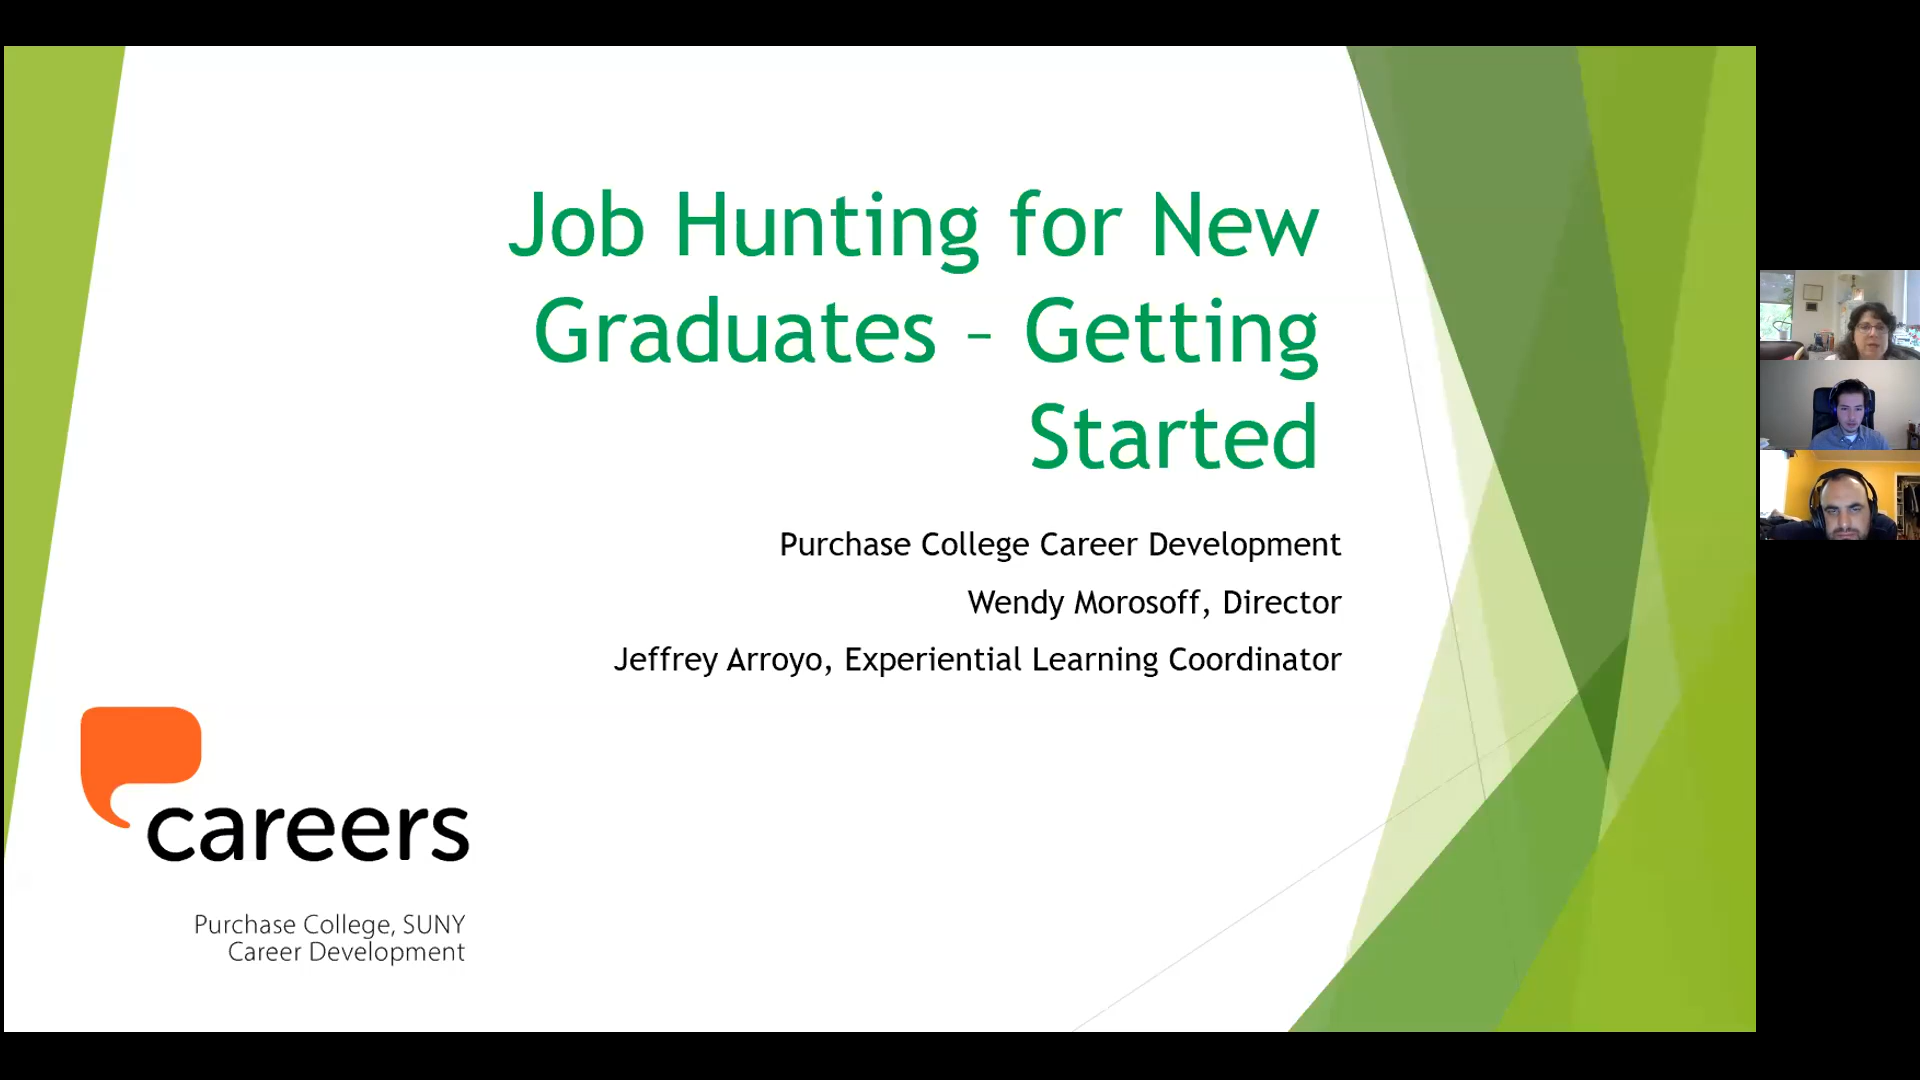 Job Hunting for New
Graduates – Getting
Started
Purchase College Career Development
Wendy Morosoff, Director
Jeffrey Arroyo, Experiential Learning Coordinator
careers
Purchase College, SUNY
Career Development